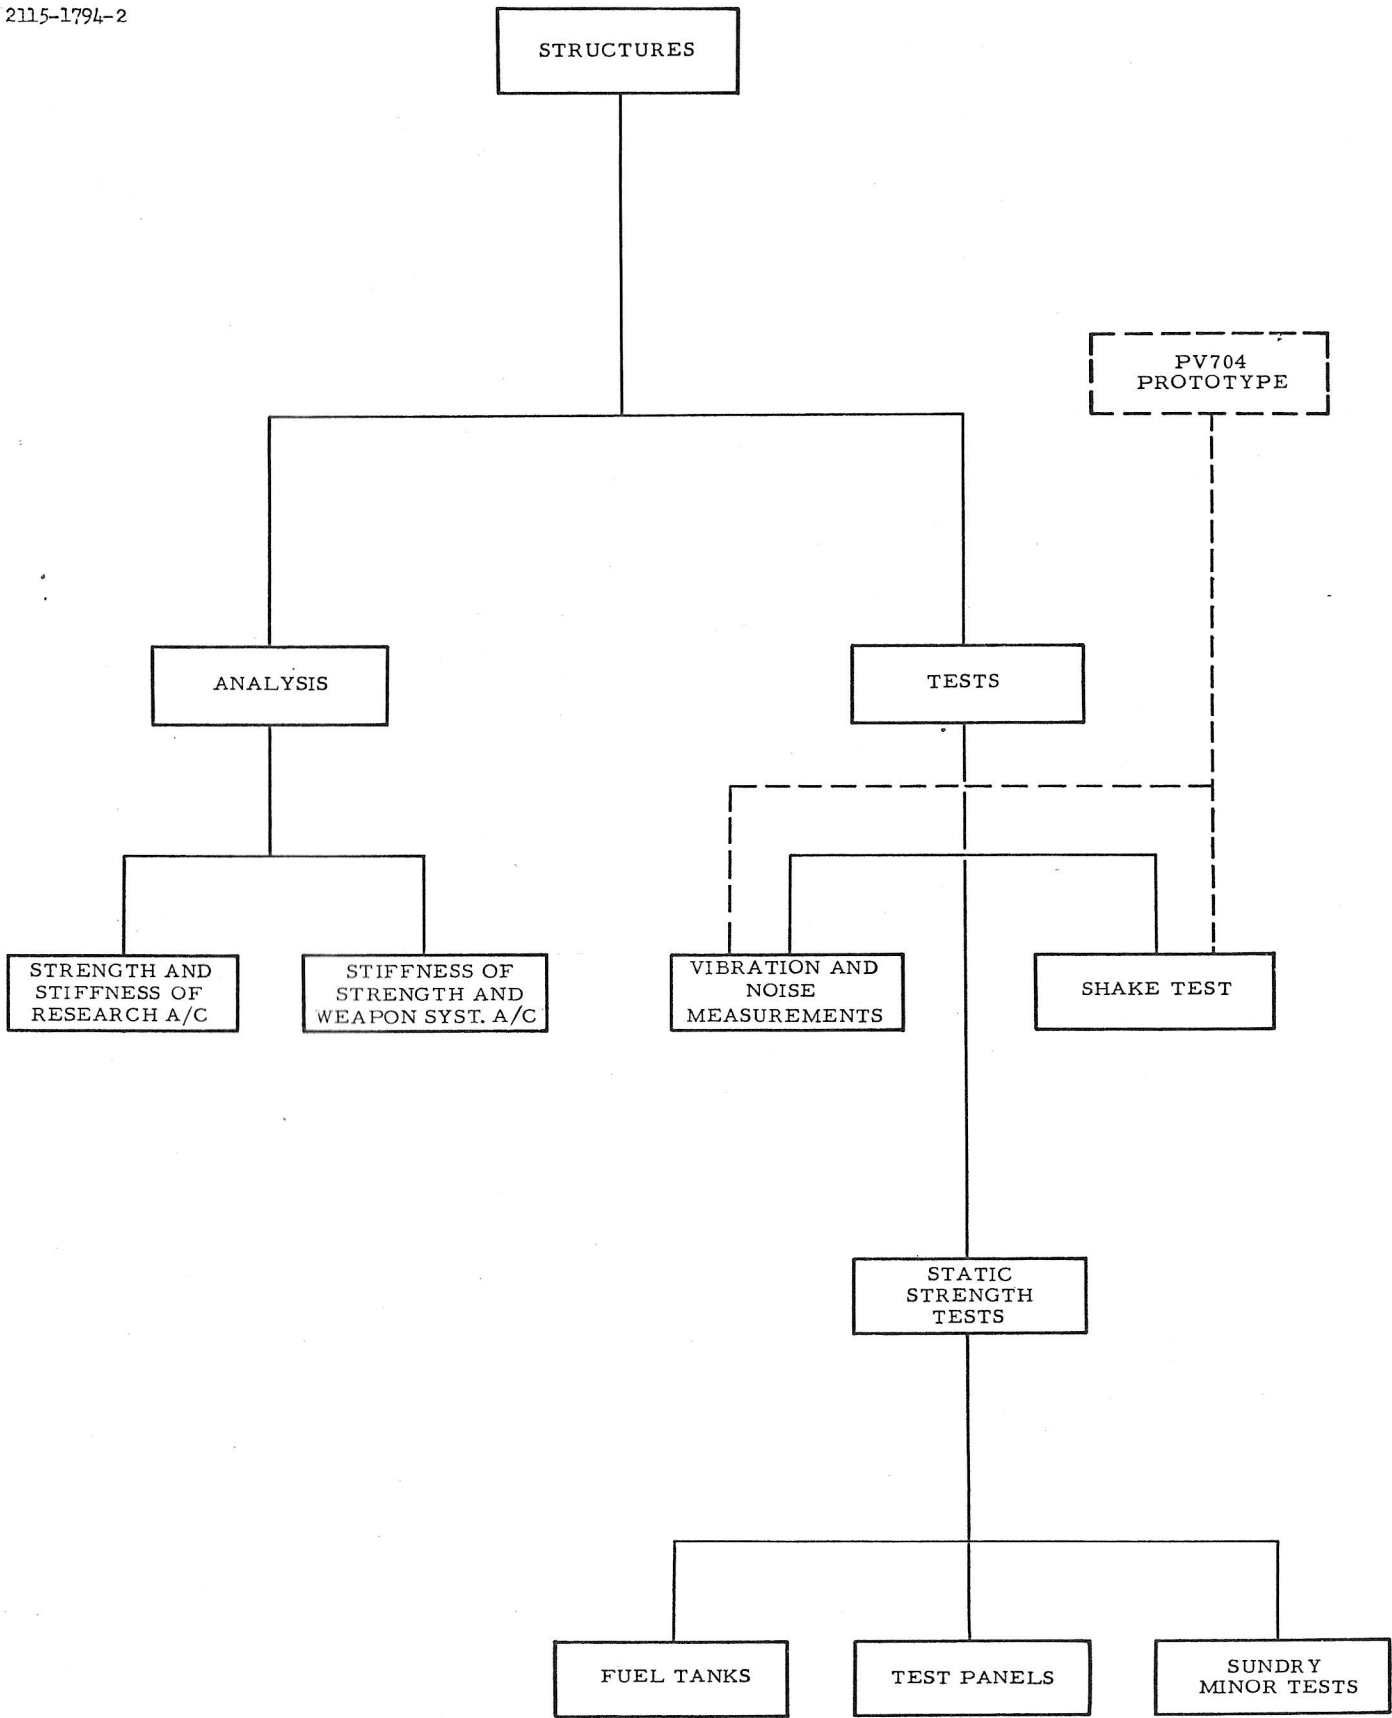 2115-1794-2
STRUCTURES
PV704
PROTOTYPE
ANALYSIS
TESTS
STRENGTH AND
STIFFNESS OF
RESEARCH A/C
STIFFNESS OF
STRENGTH AND
WEAPON SYST. A/C
VIBRATION AND
NOISE
MEASUREMENTS
SHAKE TEST
STATIC
STRENGTH
TESTS
FUEL TANKS
TEST PANELS
SUNDRY
MINOR TESTS